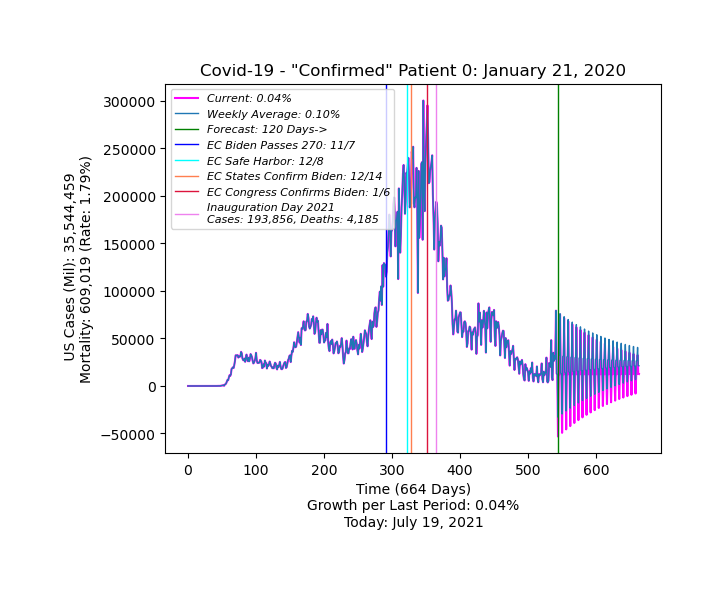 Covid-19 - "Confirmed" Patient 0: January 21, 2020
Current: 0.04%
Weekly Average: 0.10%
Forecast: 120 Days->
EC Biden Passes 270: 11/7
EC Safe Harbor: 12/8
EC States Confirm Biden: 12/14
EC Congress Confirms Biden: 1/6
Inauguration Day 2021
Cases: 193,856, Deaths: 4,185
300000
250000
200000
150000
100000
50000
0
−50000
US Cases (Mil): 35,544,459
Mortality: 609,019 (Rate: 1.79%)
0 100 200 300 400 500 600
Time (664 Days)
Growth per Last Period: 0.04%
Today: July 19, 2021